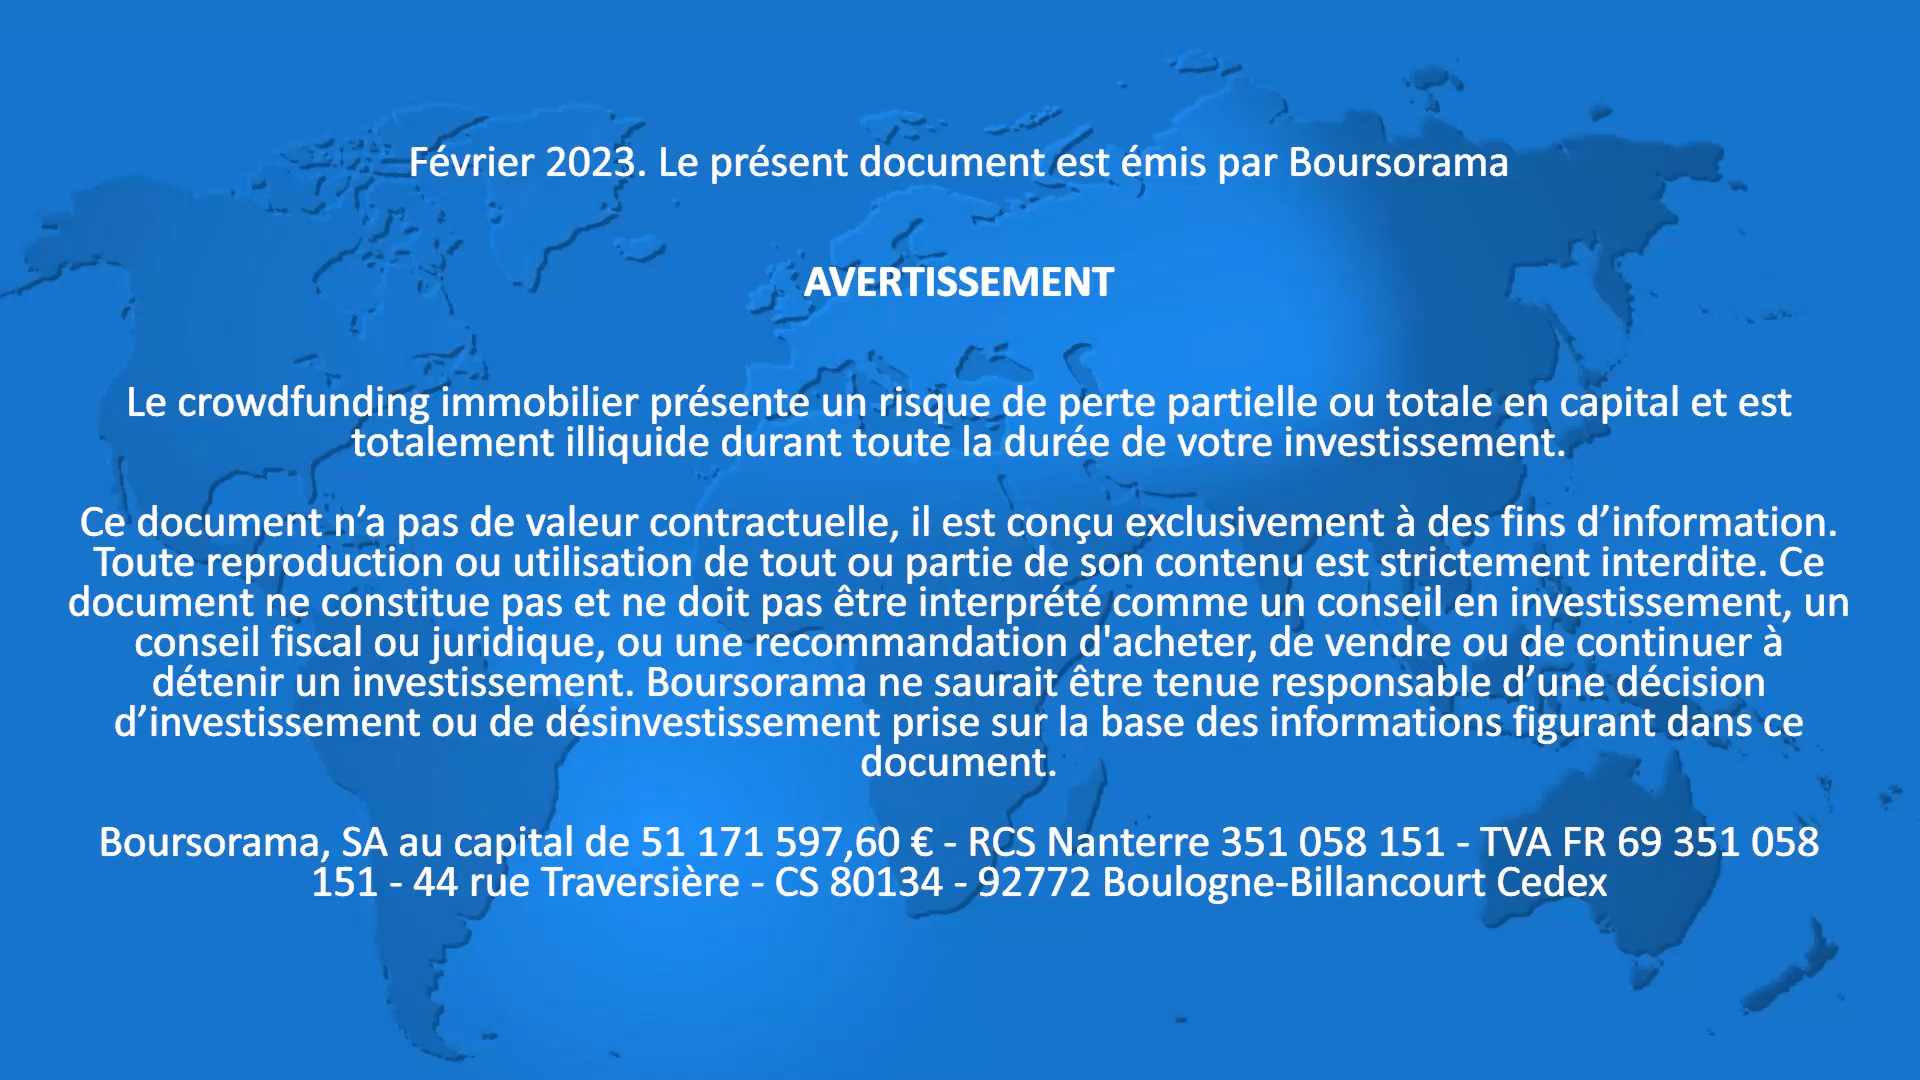 Février 2023. Le présent document est émis par Boursorama
AVERTISSEMENT
Le crowdfunding immobilier présente un risque de perte partielle ou totale en capital et est
totalement illiquide durant toute la durée de votre investissement.
Ce document n’a pas de valeur contractuelle, il est conçu exclusivement à des fins d’information.
Toute reproduction ou utilisation de tout ou partie de son contenu est strictement interdite. Ce
document ne constitue pas et ne doit pas être interprété comme un conseil en investissement, un
conseil fiscal ou juridique, ou une recommandation d'acheter, de vendre ou de continuer à
détenir un investissement. Boursorama ne saurait être tenue responsable d’une décision
d’investissement ou de désinvestissement prise sur la base des informations figurant dans ce
document.
Boursorama, SA au capital de 51 171 597,60 € - RCS Nanterre 351 058 151 - TVA FR 69 351 058
151 - 44 rue Traversière - CS 80134 - 92772 Boulogne-Billancourt Cedex